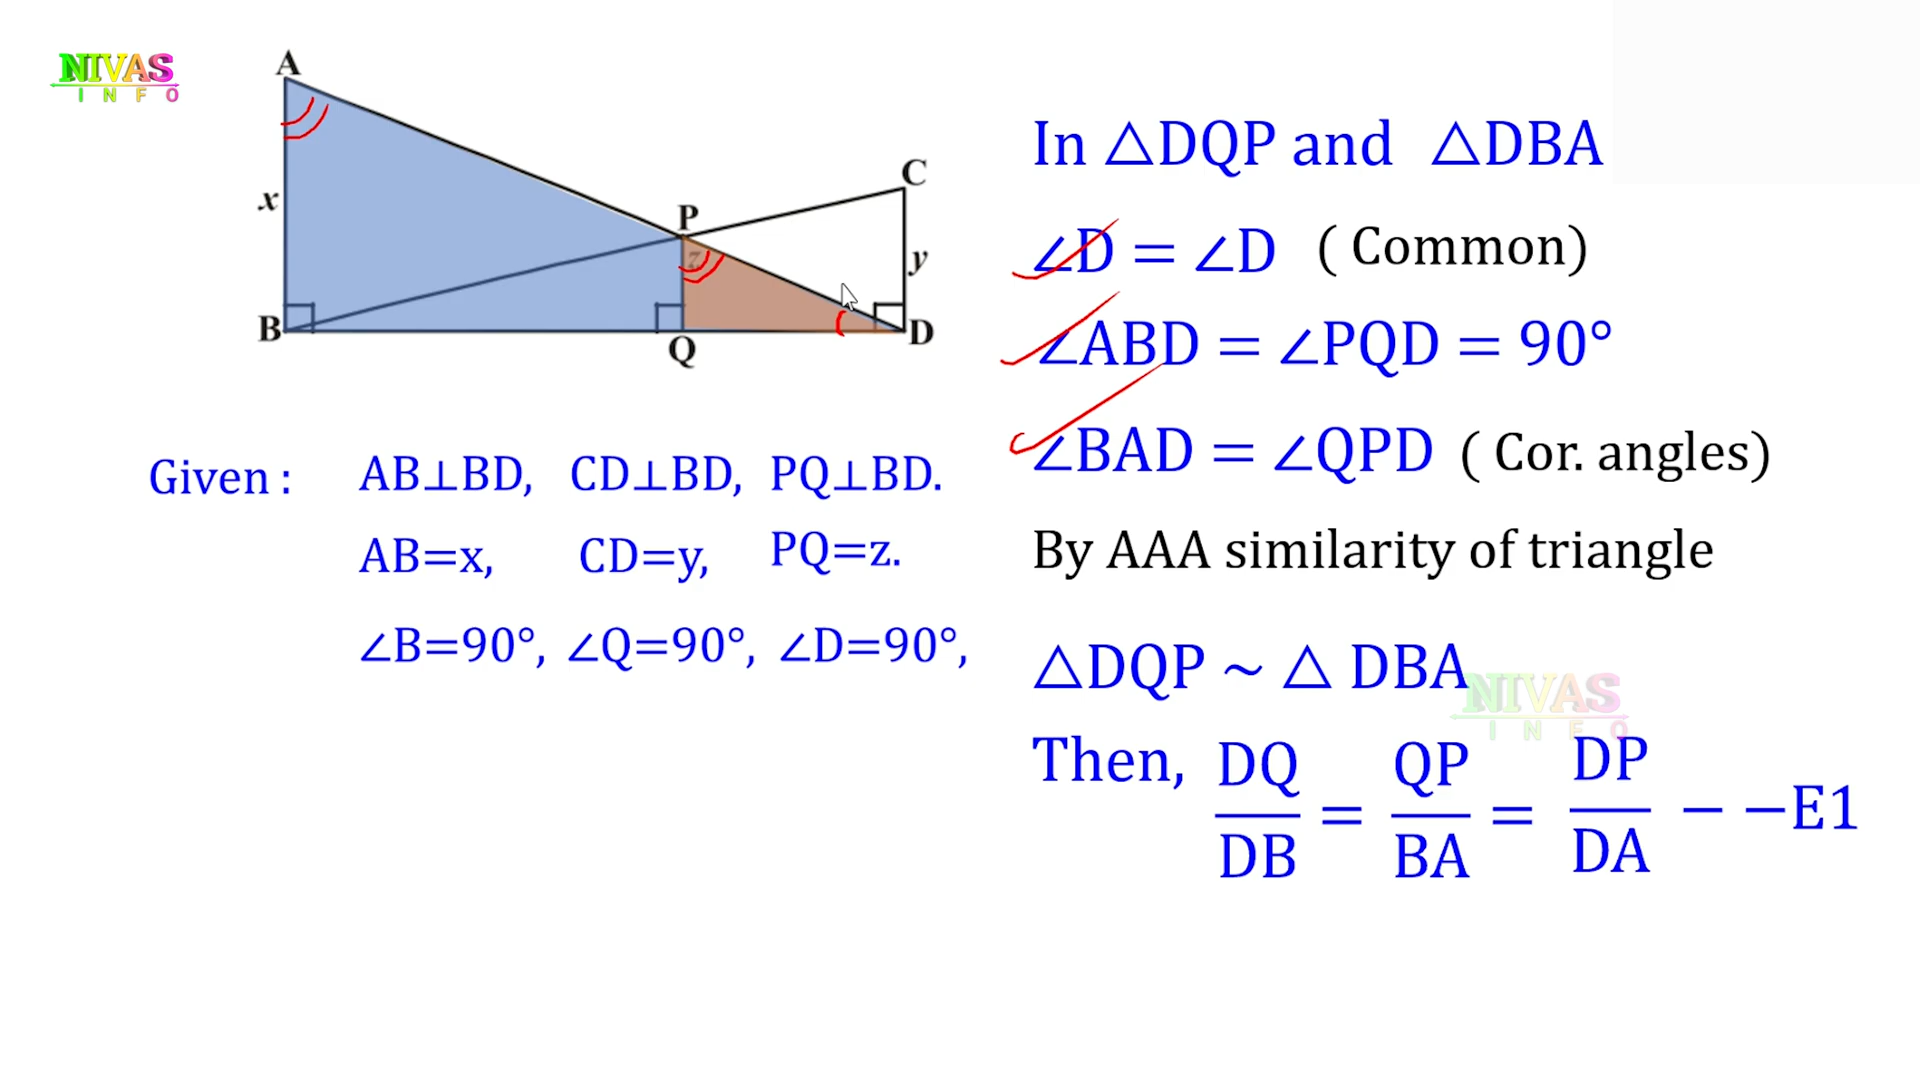 NIVAS
INFO
A
x
B
P
z
Q
C
y
D
Given :
AB⊥BD, CD⊥BD, PQ⊥BD.
AB=x, CD=y, PQ=z.
∠B=90°, ∠Q=90°, ∠D=90°,
In △DQP and △DBA
∠D = ∠D ( Common)
∠ABD = ∠PQD = 90°
∠BAD = ∠QPD ( Cor. angles)
By AAA similarity of triangle
△DQP ~ △ DBA
NIVAS
INFO
Then, DQ/DB = QP/BA = DP/DA − −E1